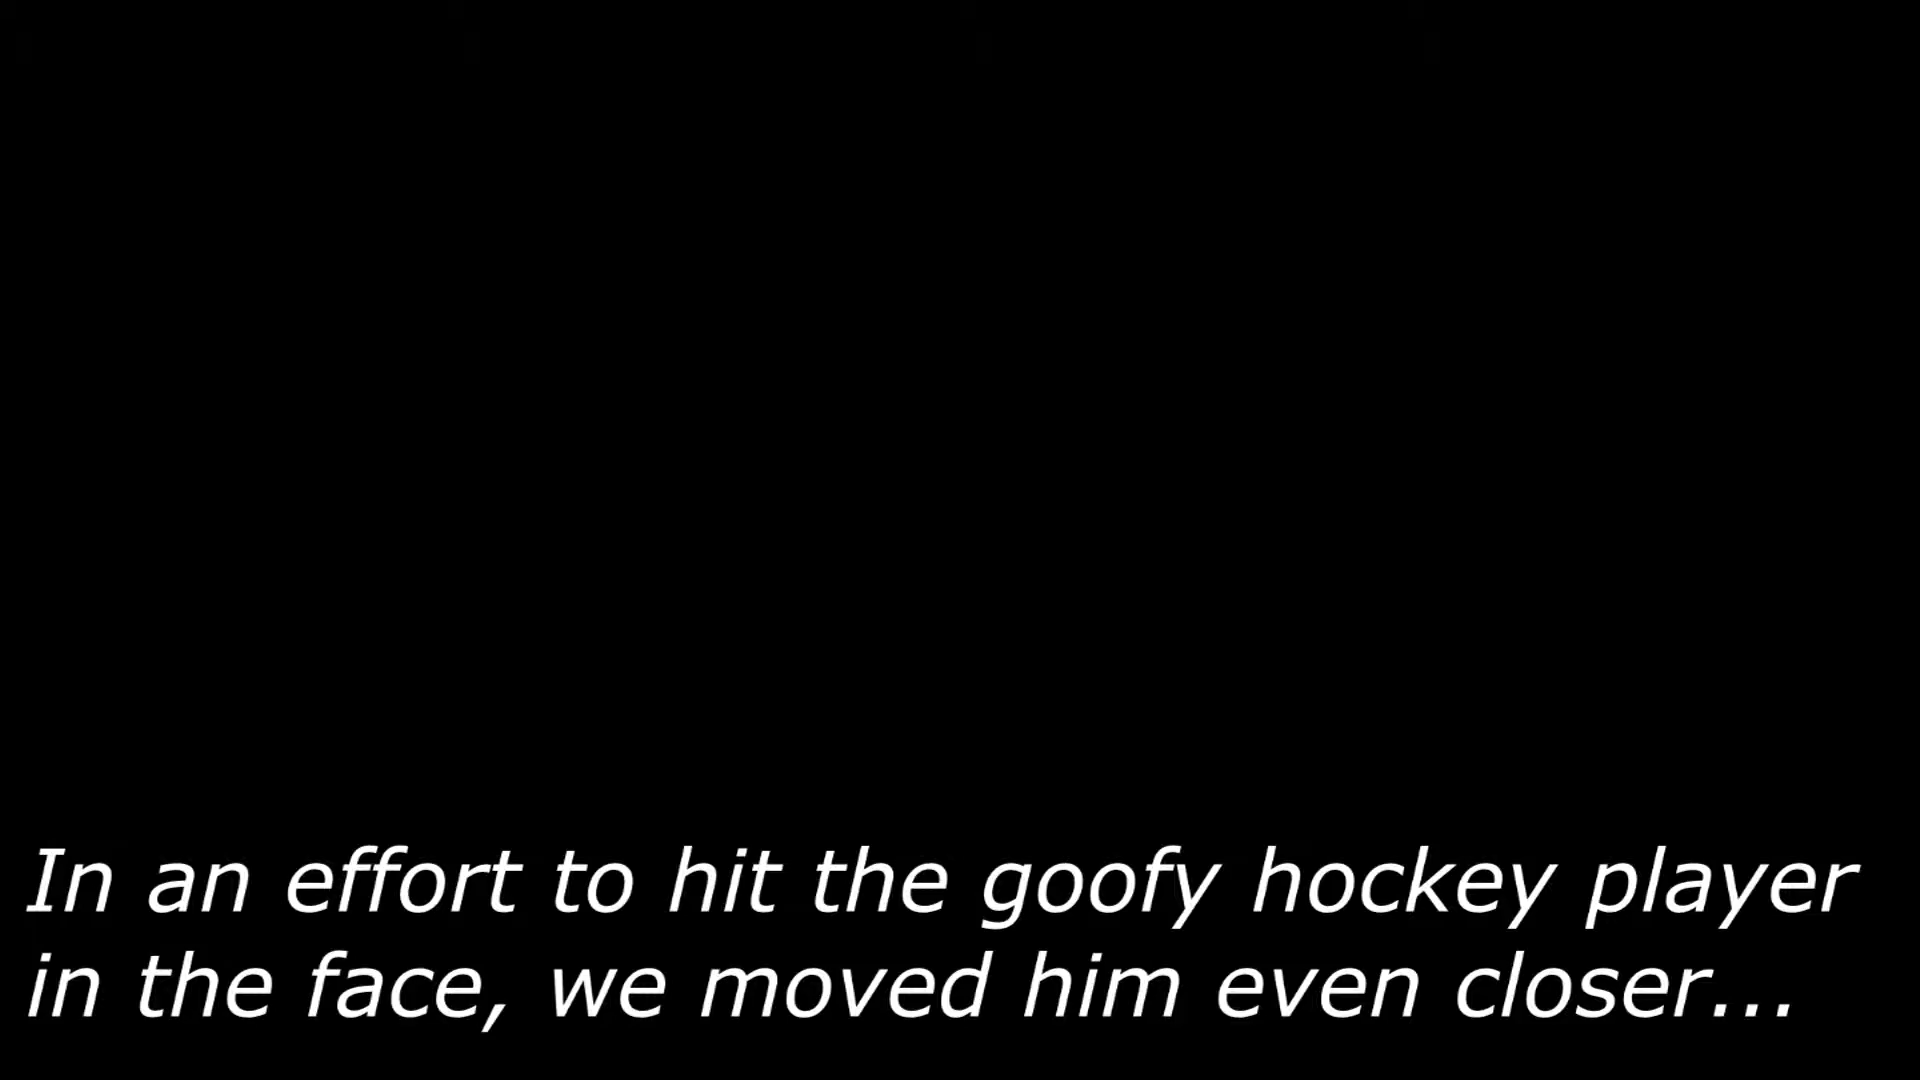 In an effort to hit the goofy hockey player
in the face, we moved him even closer...